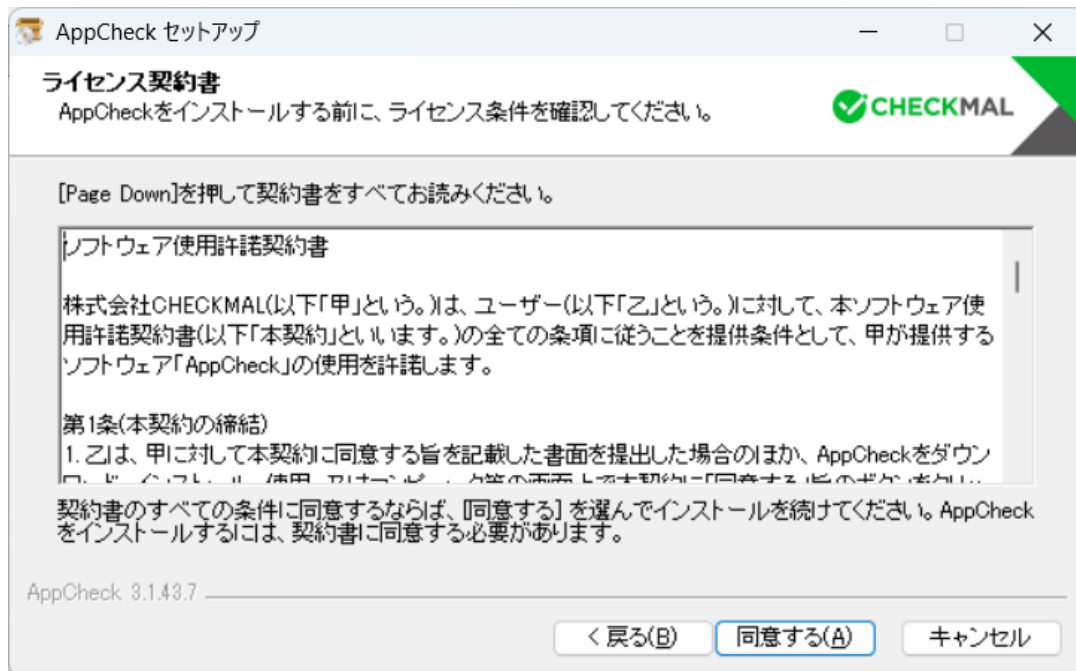 AppCheck セットアップ
ライセンス契約書
AppCheckをインストールする前に、ライセンス条件を確認してください。
CHECKMAL
[Page Down]を押して契約書をすべてお読みください。
ソフトウェア使用許諾契約書
株式会社CHECKMAL(以下「甲」という。)は、ユーザー(以下「乙」という。)に対して、本ソフトウェア使
用許諾契約書(以下「本契約」といいます。)の全ての条項に従うことを提供条件として、甲が提供する
ソフトウェア「AppCheck」の使用を許諾します。
第1条(本契約の締結)
1. 乙は、甲に対して本契約に同意する旨を記載した書面を提出した場合のほか、AppCheckをダウン
契約書のすべての条件に同意するならば、[同意する] を選んでインストールを続けてください。AppCheck
をインストールするには、契約書に同意する必要があります。
AppCheck 3.1.43.7
< 戻る(B)
同意する(A)
キャンセル